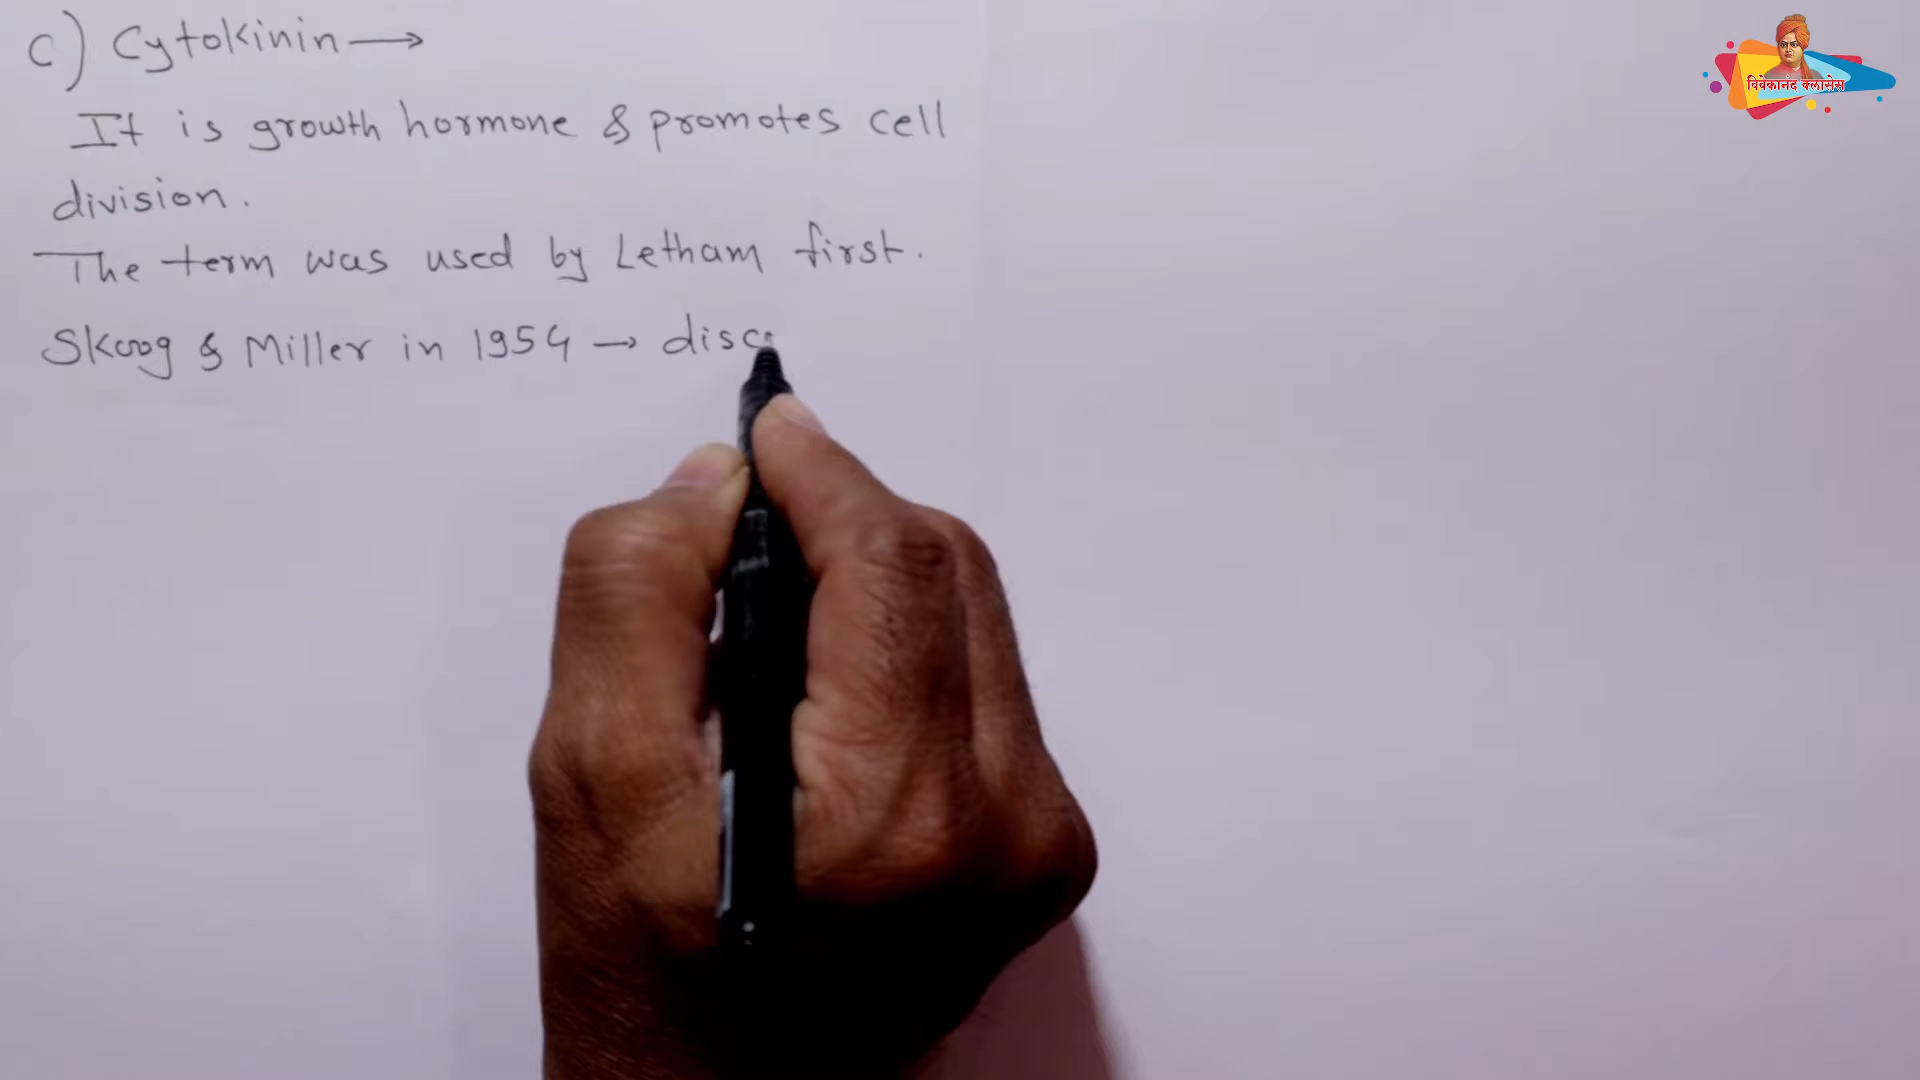 c) Cytokinin →
It is growth hormone & promotes cell
division.
The term was used by Letham first.
Skoog & Miller in 1954 → disco
विवेकानंद क्लासेस